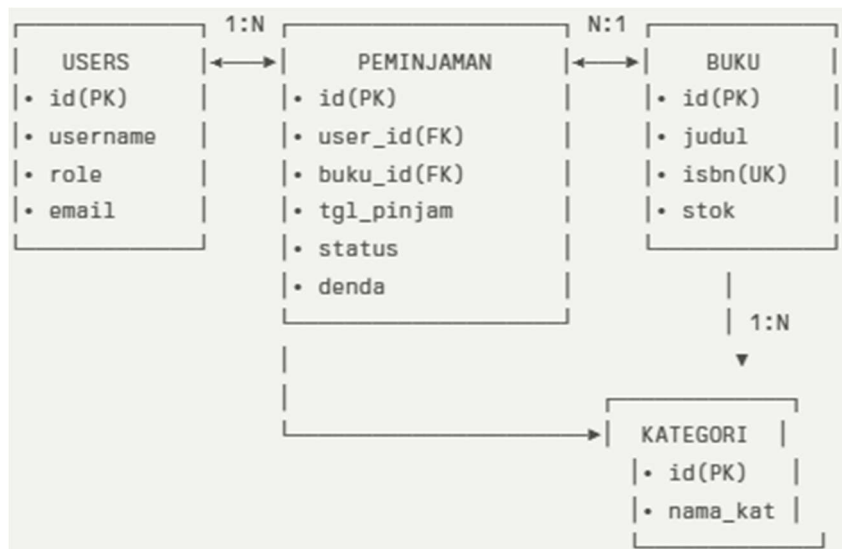 1:N N:1
USERS PEMINJAMAN BUKU
• id(PK) • id(PK) • id(PK)
• username • user_id(FK) • judul
• role • buku_id(FK) • isbn(UK)
• email • tgl_pinjam • stok
• status
• denda
1:N
KATEGORI
• id(PK)
• nama_kat